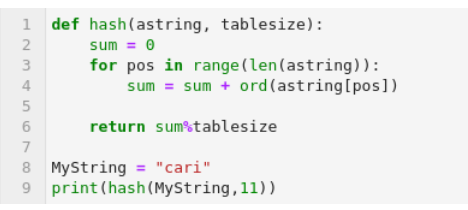 1 def hash(astring, tablesize):
2     sum = 0
3     for pos in range(len(astring)):
4         sum = sum + ord(astring[pos])
5
6     return sum%tablesize
7
8 MyString = "cari"
9 print(hash(MyString,11))